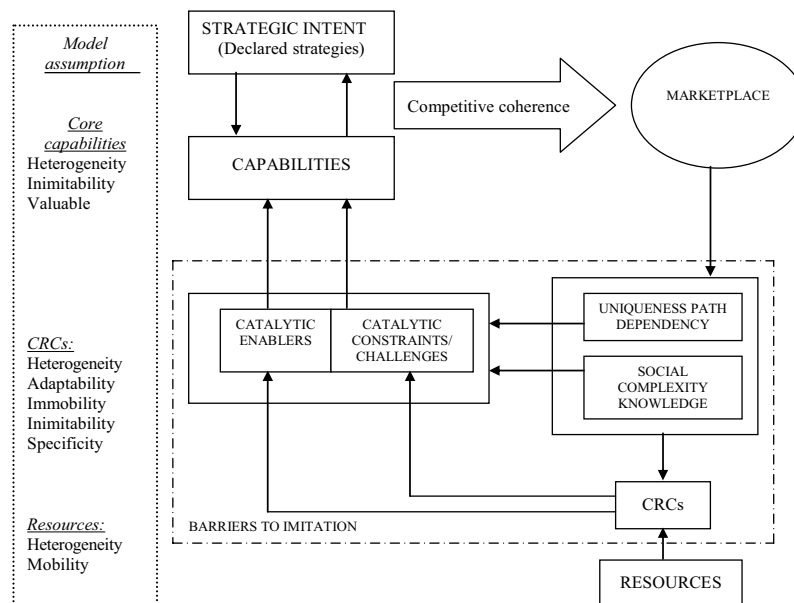 Model
assumption
Core
capabilities
Heterogeneity
Inimitability
Valuable
CRCs:
Heterogeneity
Adaptability
Immobility
Inimitability
Specificity
Resources:
Heterogeneity
Mobility
STRATEGIC INTENT
(Declared strategies)
Competitive coherence
MARKETPLACE
CAPABILITIES
CATALYTIC
ENABLERS
CATALYTIC
CONSTRAINTS/
CHALLENGES
UNIQUENESS PATH
DEPENDENCY
SOCIAL
COMPLEXITY
KNOWLEDGE
CRCs
BARRIERS TO IMITATION
RESOURCES